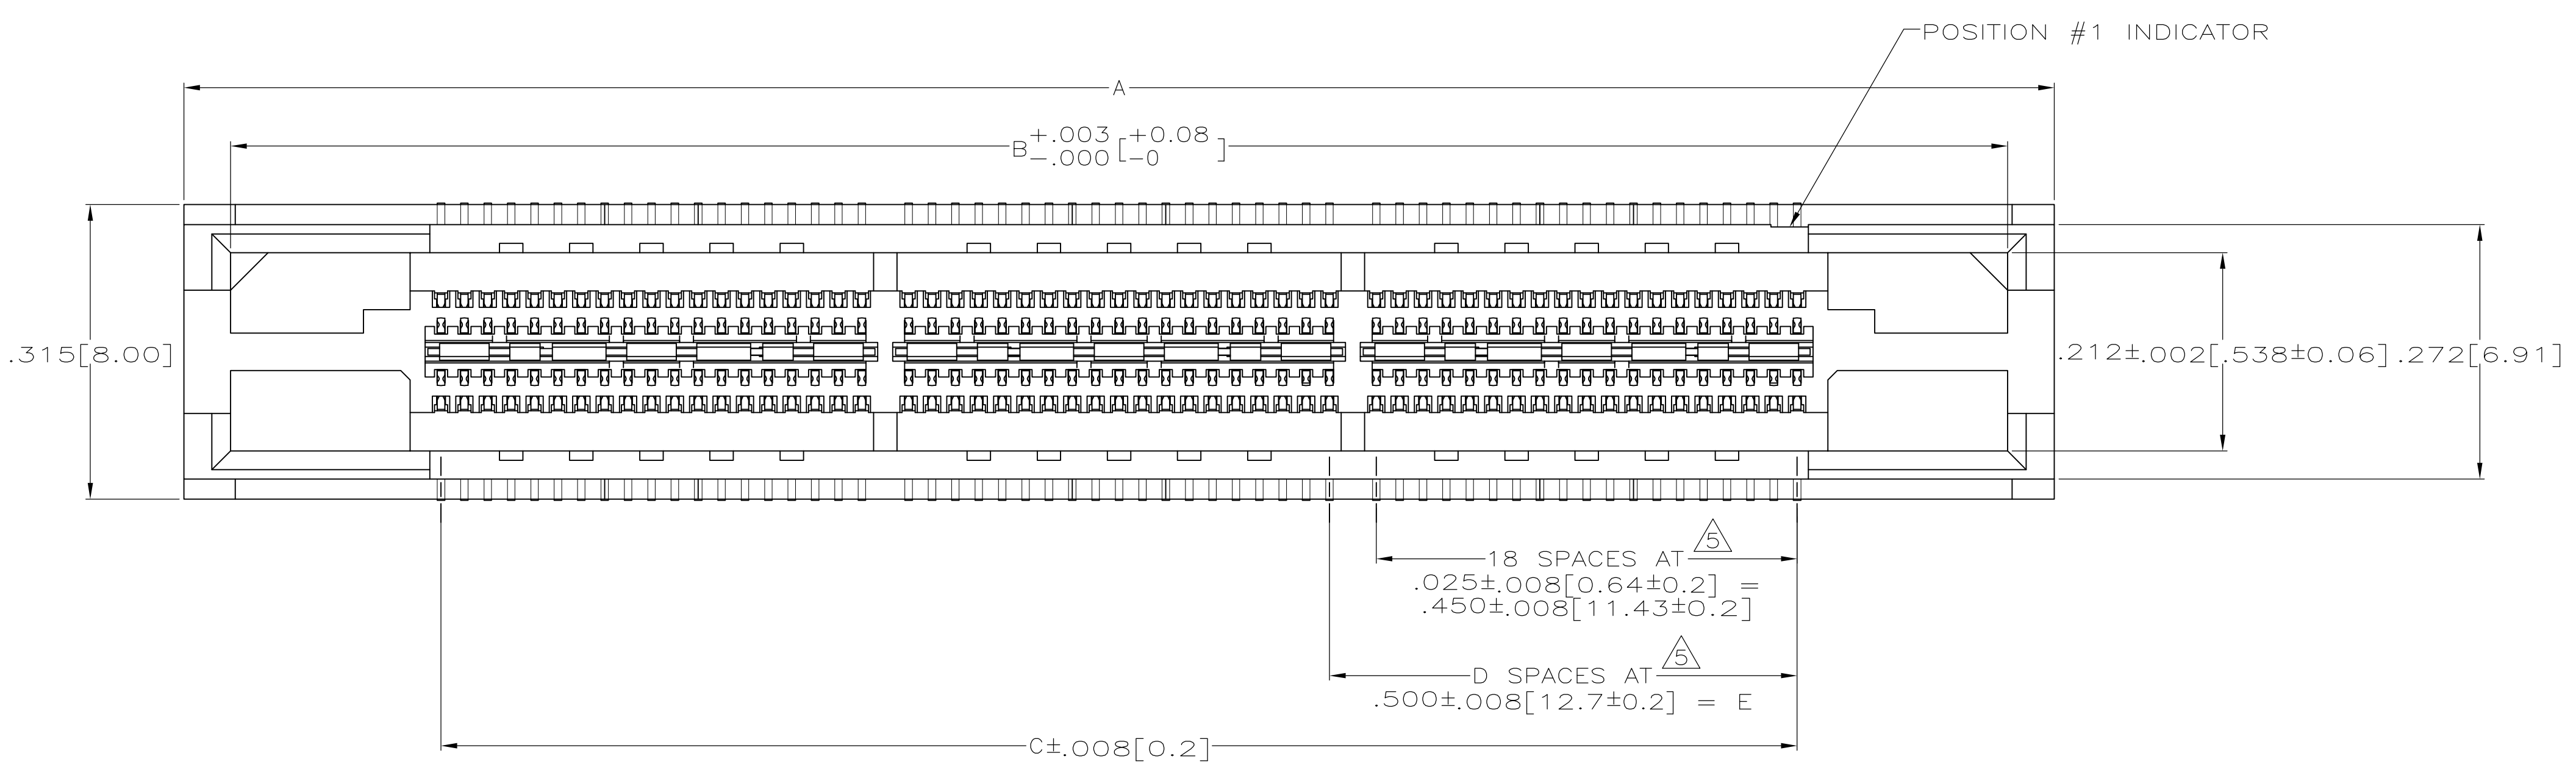 POSITION #1 INDICATOR
A
B +.003 [+0.08
-.000 [-0 ]
.315[8.00]
.212±.002[.538±0.06]
.272[6.91]
5
18 SPACES AT
.025±.008[0.64±0.2] =
.450±.008[11.43±0.2]
5
D SPACES AT
.500±.008[12.7±0.2] = E
C±.008[0.2]